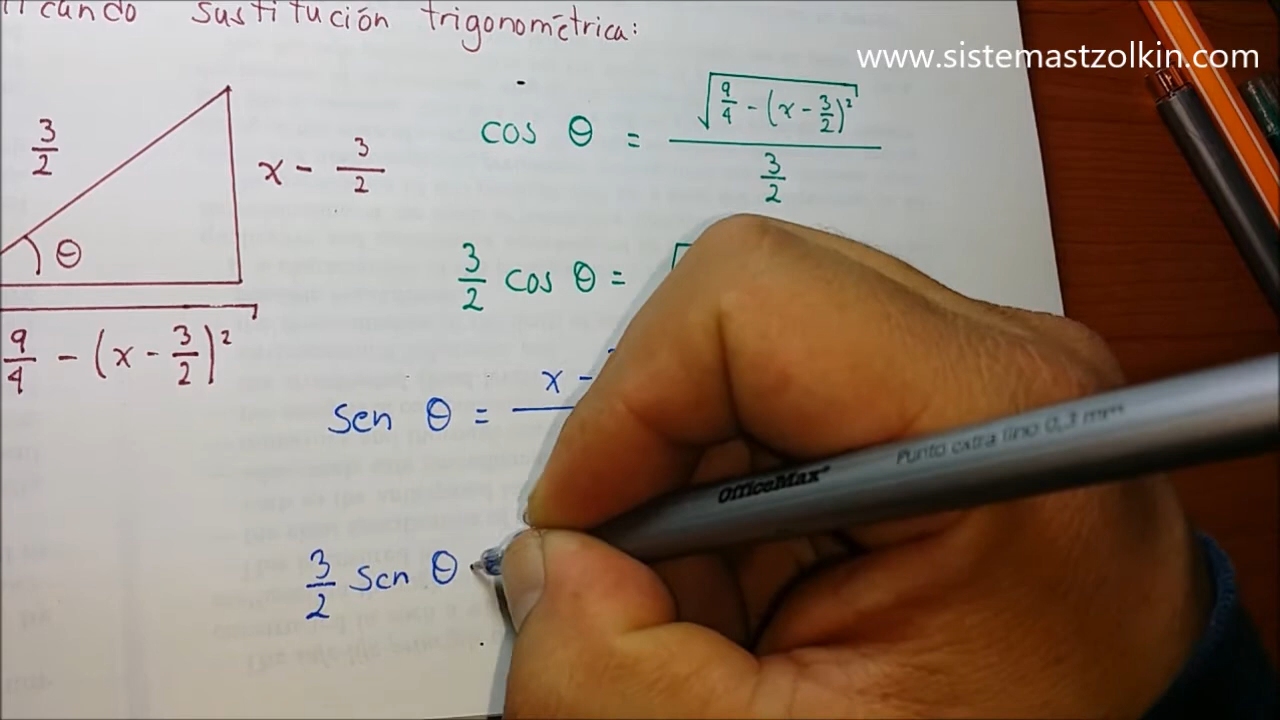 sustitución trigonométrica:
www.sistemastzolkin.com
3/2
x - 3/2
θ
9/4 - (x - 3/2)²
cos θ = √(9/4 - (x - 3/2)²) / (3/2)
3/2 cos θ =
sen θ = x -
3/2 sen θ
OfficeMax®
Punto extra fino 0,3 mm